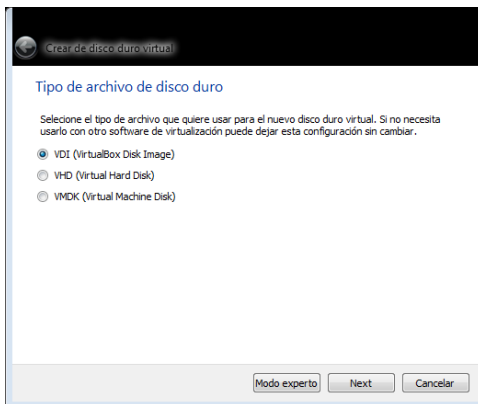 Crear de disco duro virtual
Tipo de archivo de disco duro
Selecione el tipo de archivo que quiere usar para el nuevo disco duro virtual. Si no necesita
usarlo con otro software de virtualización puede dejar esta configuración sin cambiar.
VDI (VirtualBox Disk Image)
VHD (Virtual Hard Disk)
VMDK (Virtual Machine Disk)
Modo experto Next Cancelar